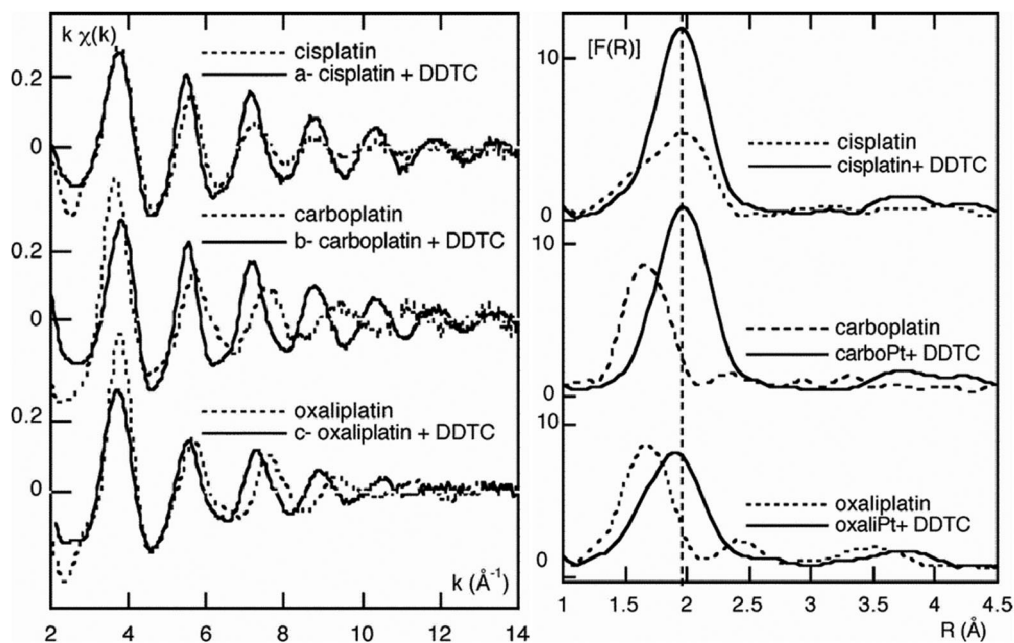 k χ(k)
0.2
0
cisplatin
a- cisplatin + DDTC
0.2
0
carboplatin
b- carboplatin + DDTC
0.2
0
oxaliplatin
c- oxaliplatin + DDTC
k (Å⁻¹)
2 4 6 8 10 12 14
[F(R)]
10
0
cisplatin
cisplatin+ DDTC
10
0
carboplatin
carboPt+ DDTC
10
0
oxaliplatin
oxaliPt+ DDTC
1 1.5 2 2.5 3 3.5 4 4.5
R (Å)